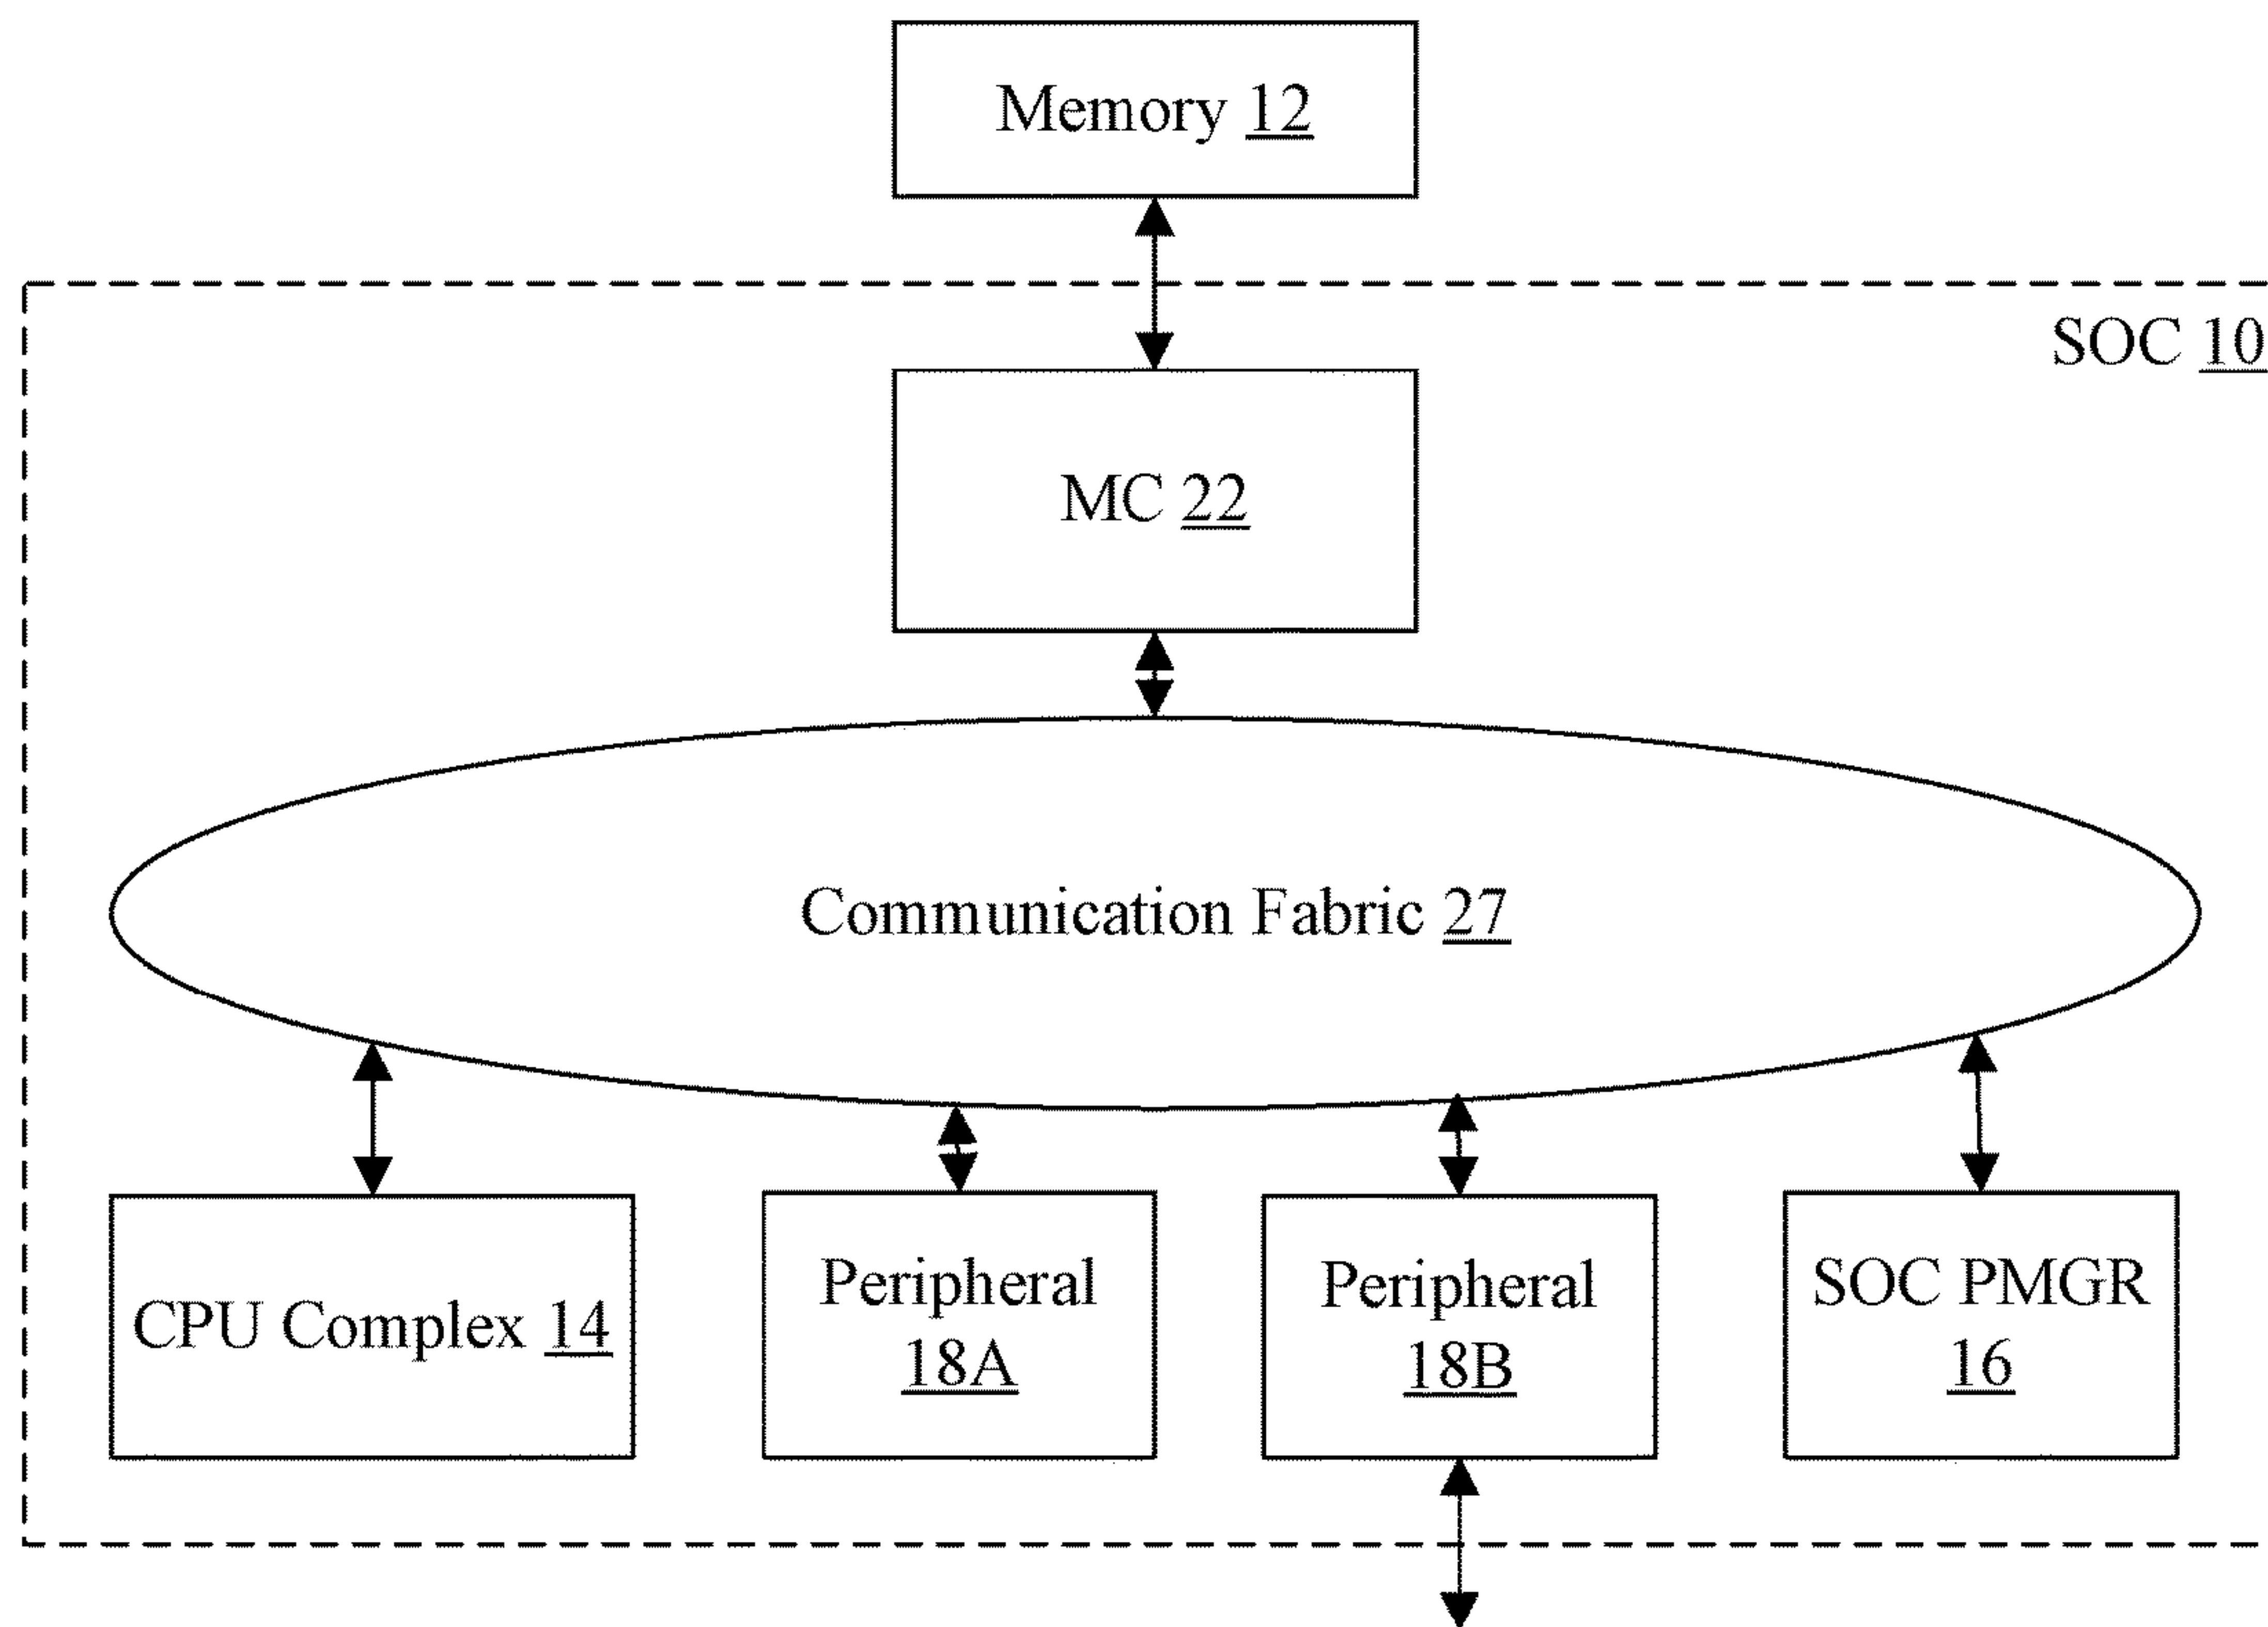 Memory 12
SOC 10
MC 22
Communication Fabric 27
CPU Complex 14
Peripheral
18A
Peripheral
18B
SOC PMGR
16